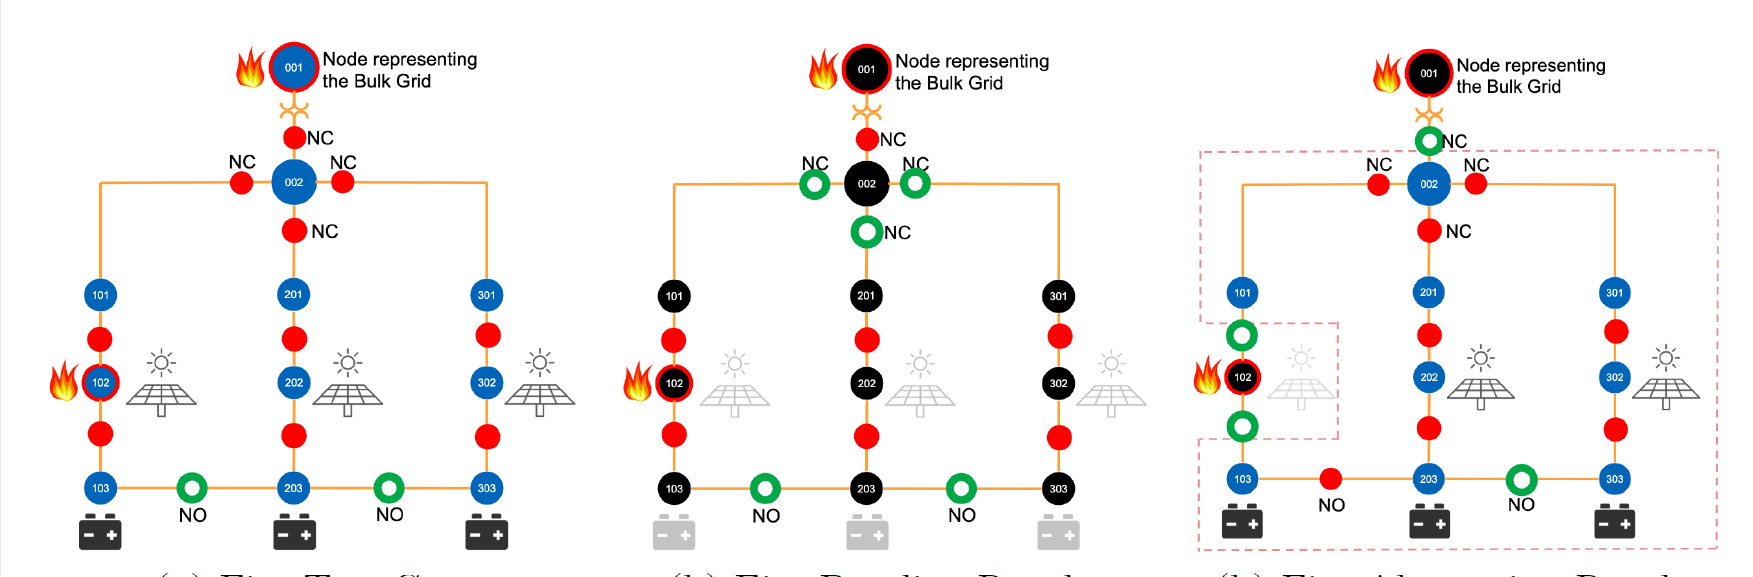 001
Node representing
the Bulk Grid
NC
NC
NC
002
NC
101
201
301
102
202
302
103
203
303
NO
NO
001
Node representing
the Bulk Grid
NC
NC
NC
002
NC
101
201
301
102
202
302
103
203
303
NO
NO
001
Node representing
the Bulk Grid
NC
NC
NC
002
NC
101
201
301
102
202
302
103
203
303
NO
NO